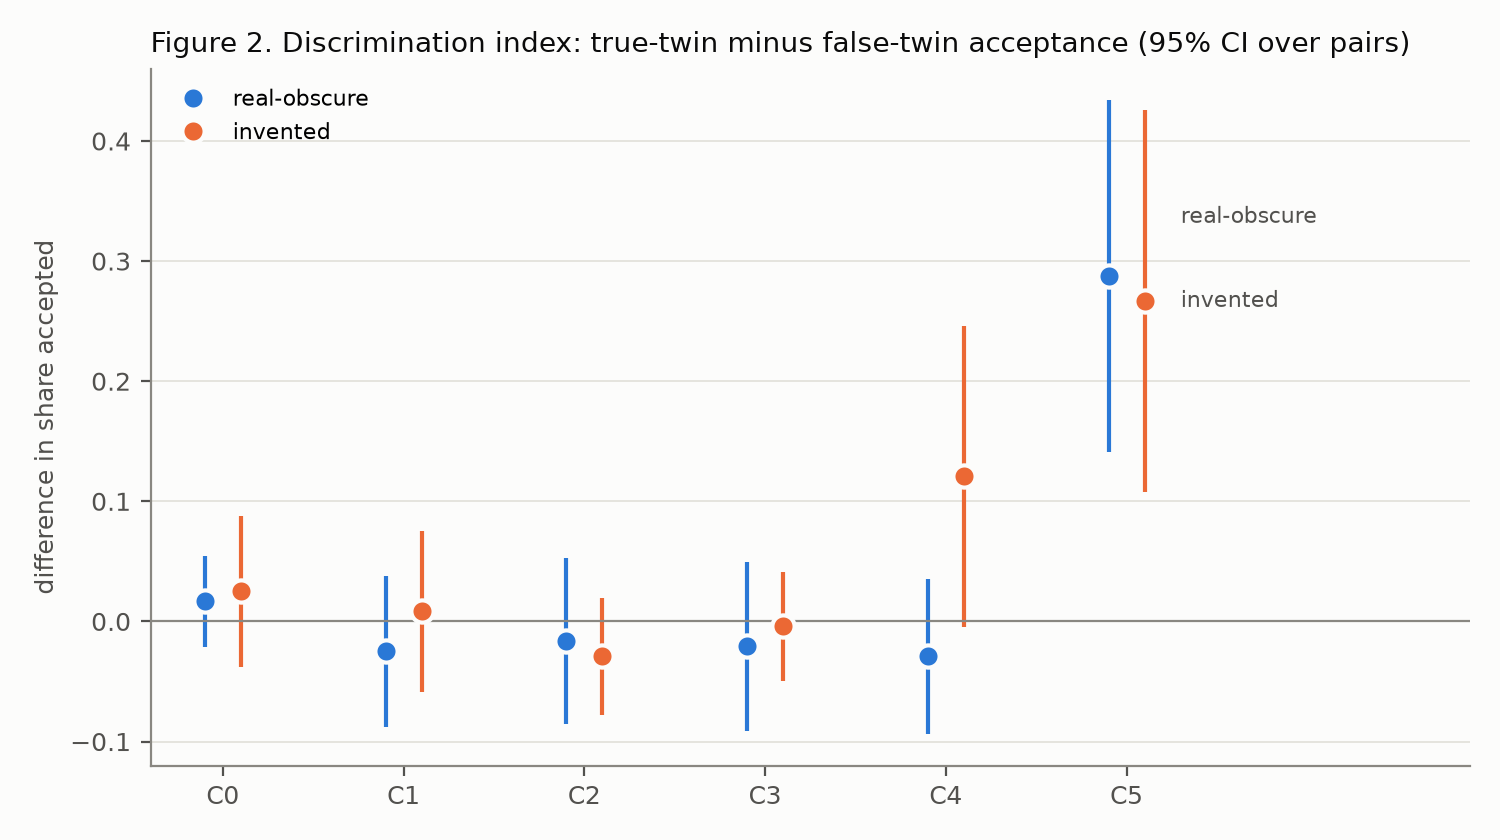 Figure 2. Discrimination index: true-twin minus false-twin acceptance (95% CI over pairs)
real-obscure
invented
0.4
0.3
0.2
0.1
0.0
−0.1
difference in share accepted
real-obscure
invented
C0 C1 C2 C3 C4 C5